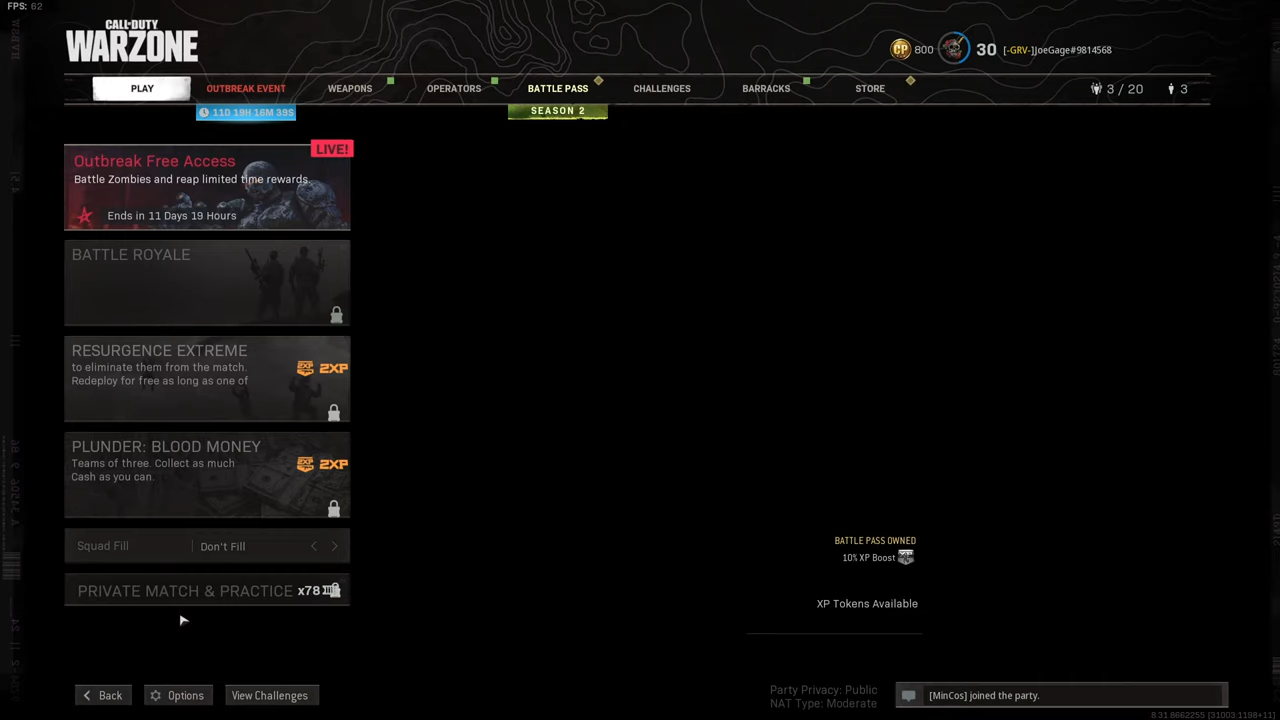 FPS: 62
CALL OF DUTY
WARZONE
CP 800 30 [-GRV-]JoeGage#9814568
PLAY OUTBREAK EVENT WEAPONS OPERATORS BATTLE PASS CHALLENGES BARRACKS STORE 3 / 20 3
11D 19H 16M 39S SEASON 2
LIVE!
Outbreak Free Access
Battle Zombies and reap limited time rewards.
Ends in 11 Days 19 Hours
BATTLE ROYALE
RESURGENCE EXTREME
to eliminate them from the match.
2XP 2XP
Redeploy for free as long as one of
PLUNDER: BLOOD MONEY
Teams of three. Collect as much
2XP 2XP
Cash as you can.
BATTLE PASS OWNED
Squad Fill Don't Fill
10% XP Boost
PRIVATE MATCH & PRACTICE x78
XP Tokens Available
Back Options View Challenges
Party Privacy: Public
NAT Type: Moderate
[MinCos] joined the party.